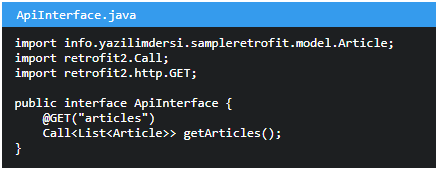 ApiInterface.java
import info.yazilimdersi.sampleretrofit.model.Article;
import retrofit2.Call;
import retrofit2.http.GET;
public interface ApiInterface {
@GET("articles")
Call<List<Article>> getArticles();
}